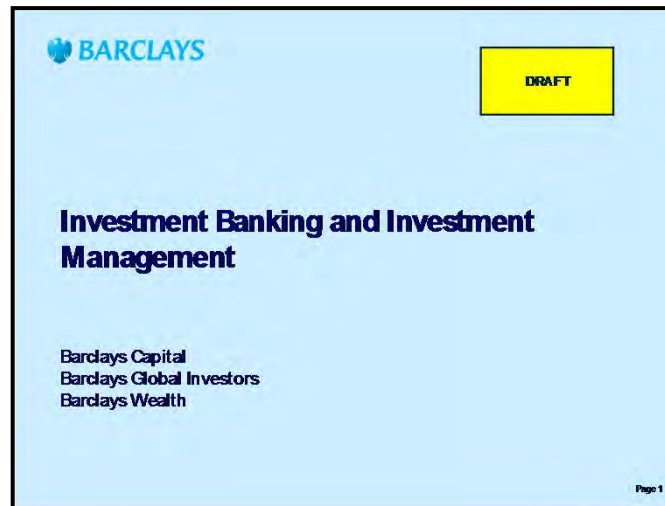 BARCLAYS
DRAFT
Investment Banking and Investment
Management
Barclays Capital
Barclays Global Investors
Barclays Wealth
Page 1